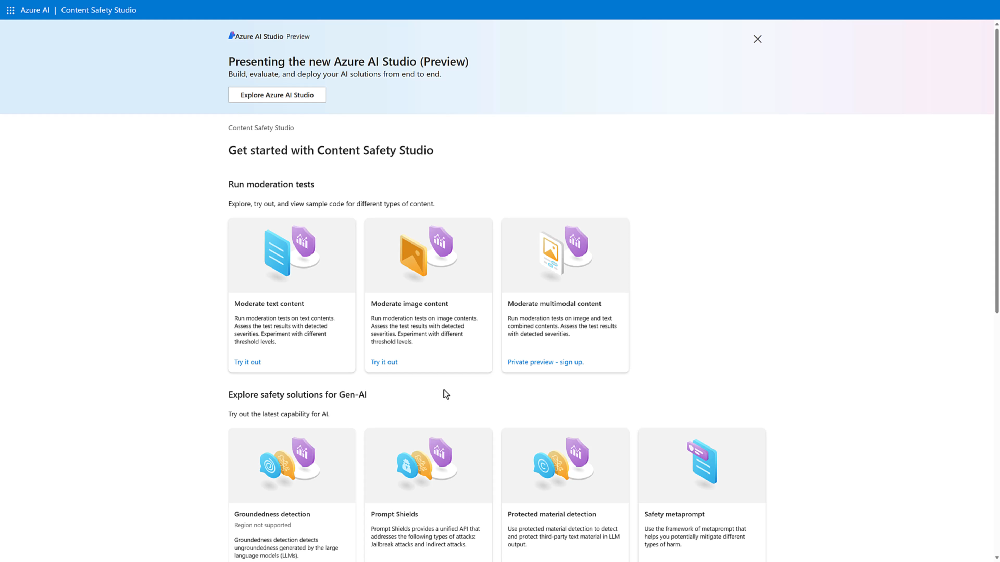 Azure AI | Content Safety Studio
Azure AI Studio Preview
Presenting the new Azure AI Studio (Preview)
Build, evaluate, and deploy your AI solutions from end to end.
Explore Azure AI Studio
Content Safety Studio
Get started with Content Safety Studio
Run moderation tests
Explore, try out, and view sample code for different types of content.
Moderate text content
Run moderation tests on text contents.
Assess the test results with detected
severities. Experiment with different
threshold levels.
Try it out
Moderate image content
Run moderation tests on image contents.
Assess the test results with detected
severities. Experiment with different
threshold levels.
Try it out
Moderate multimodal content
Run moderation tests on image and text
combined contents. Assess the test results
with detected severities.
Private preview - sign up.
Explore safety solutions for Gen-AI
Try out the latest capability for AI.
Groundedness detection
Region not supported
Groundedness detection detects
ungroundedness generated by the large
language models (LLMs).
Prompt Shields
Prompt Shields provides a unified API that
addresses the following types of attacks:
Jailbreak attacks and Indirect attacks.
Protected material detection
Use protected material detection to detect
and protect third-party text material in LLM
output.
Safety metaprompt
Use the framework of metaprompt that
helps you potentially mitigate different
types of harm.